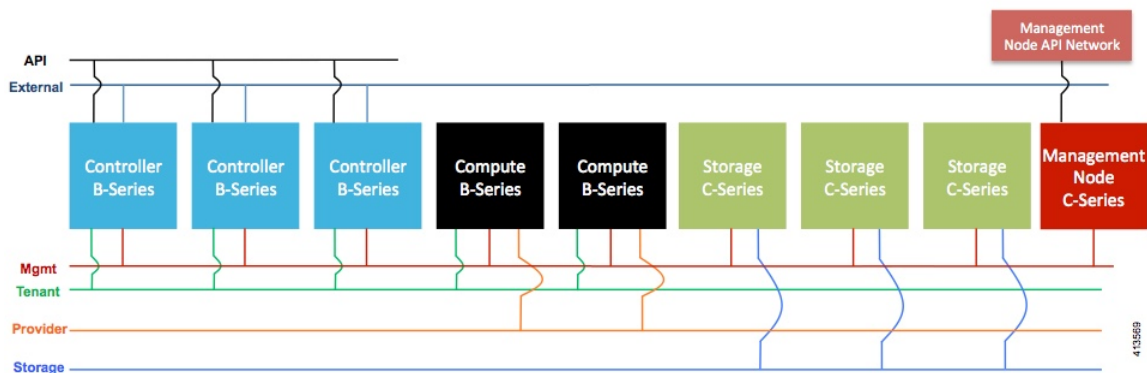 Management
Node API Network
API
External
Controller
B-Series
Controller
B-Series
Controller
B-Series
Compute
B-Series
Compute
B-Series
Storage
C-Series
Storage
C-Series
Storage
C-Series
Management
Node
C-Series
Mgmt
Tenant
Provider
Storage
413569